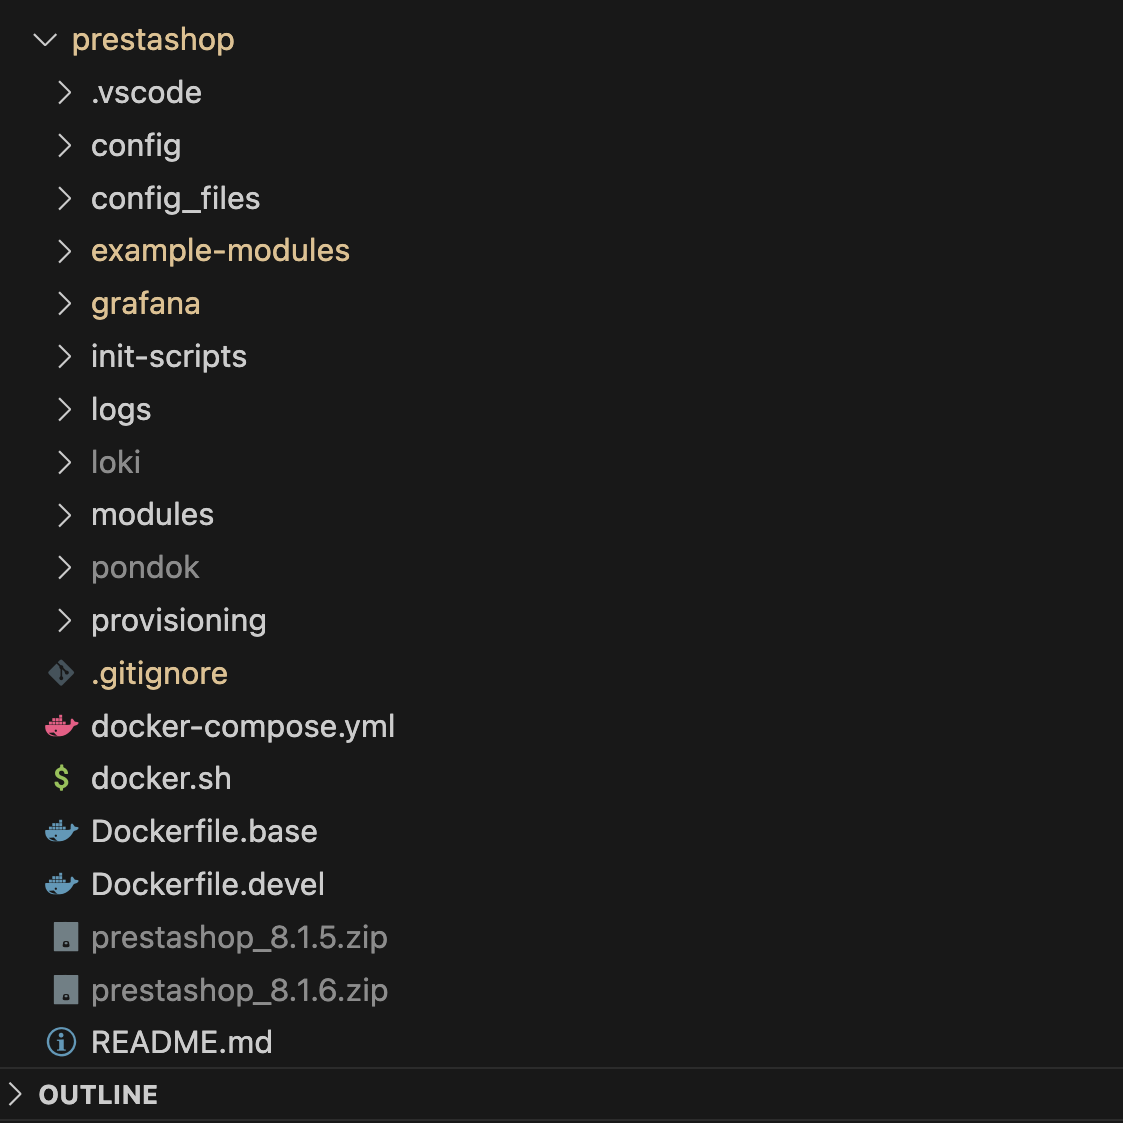 prestashop
.vscode
config
config_files
example-modules
grafana
init-scripts
logs
loki
modules
pondok
provisioning
.gitignore
docker-compose.yml
$ docker.sh
Dockerfile.base
Dockerfile.devel
prestashop_8.1.5.zip
prestashop_8.1.6.zip
README.md
OUTLINE